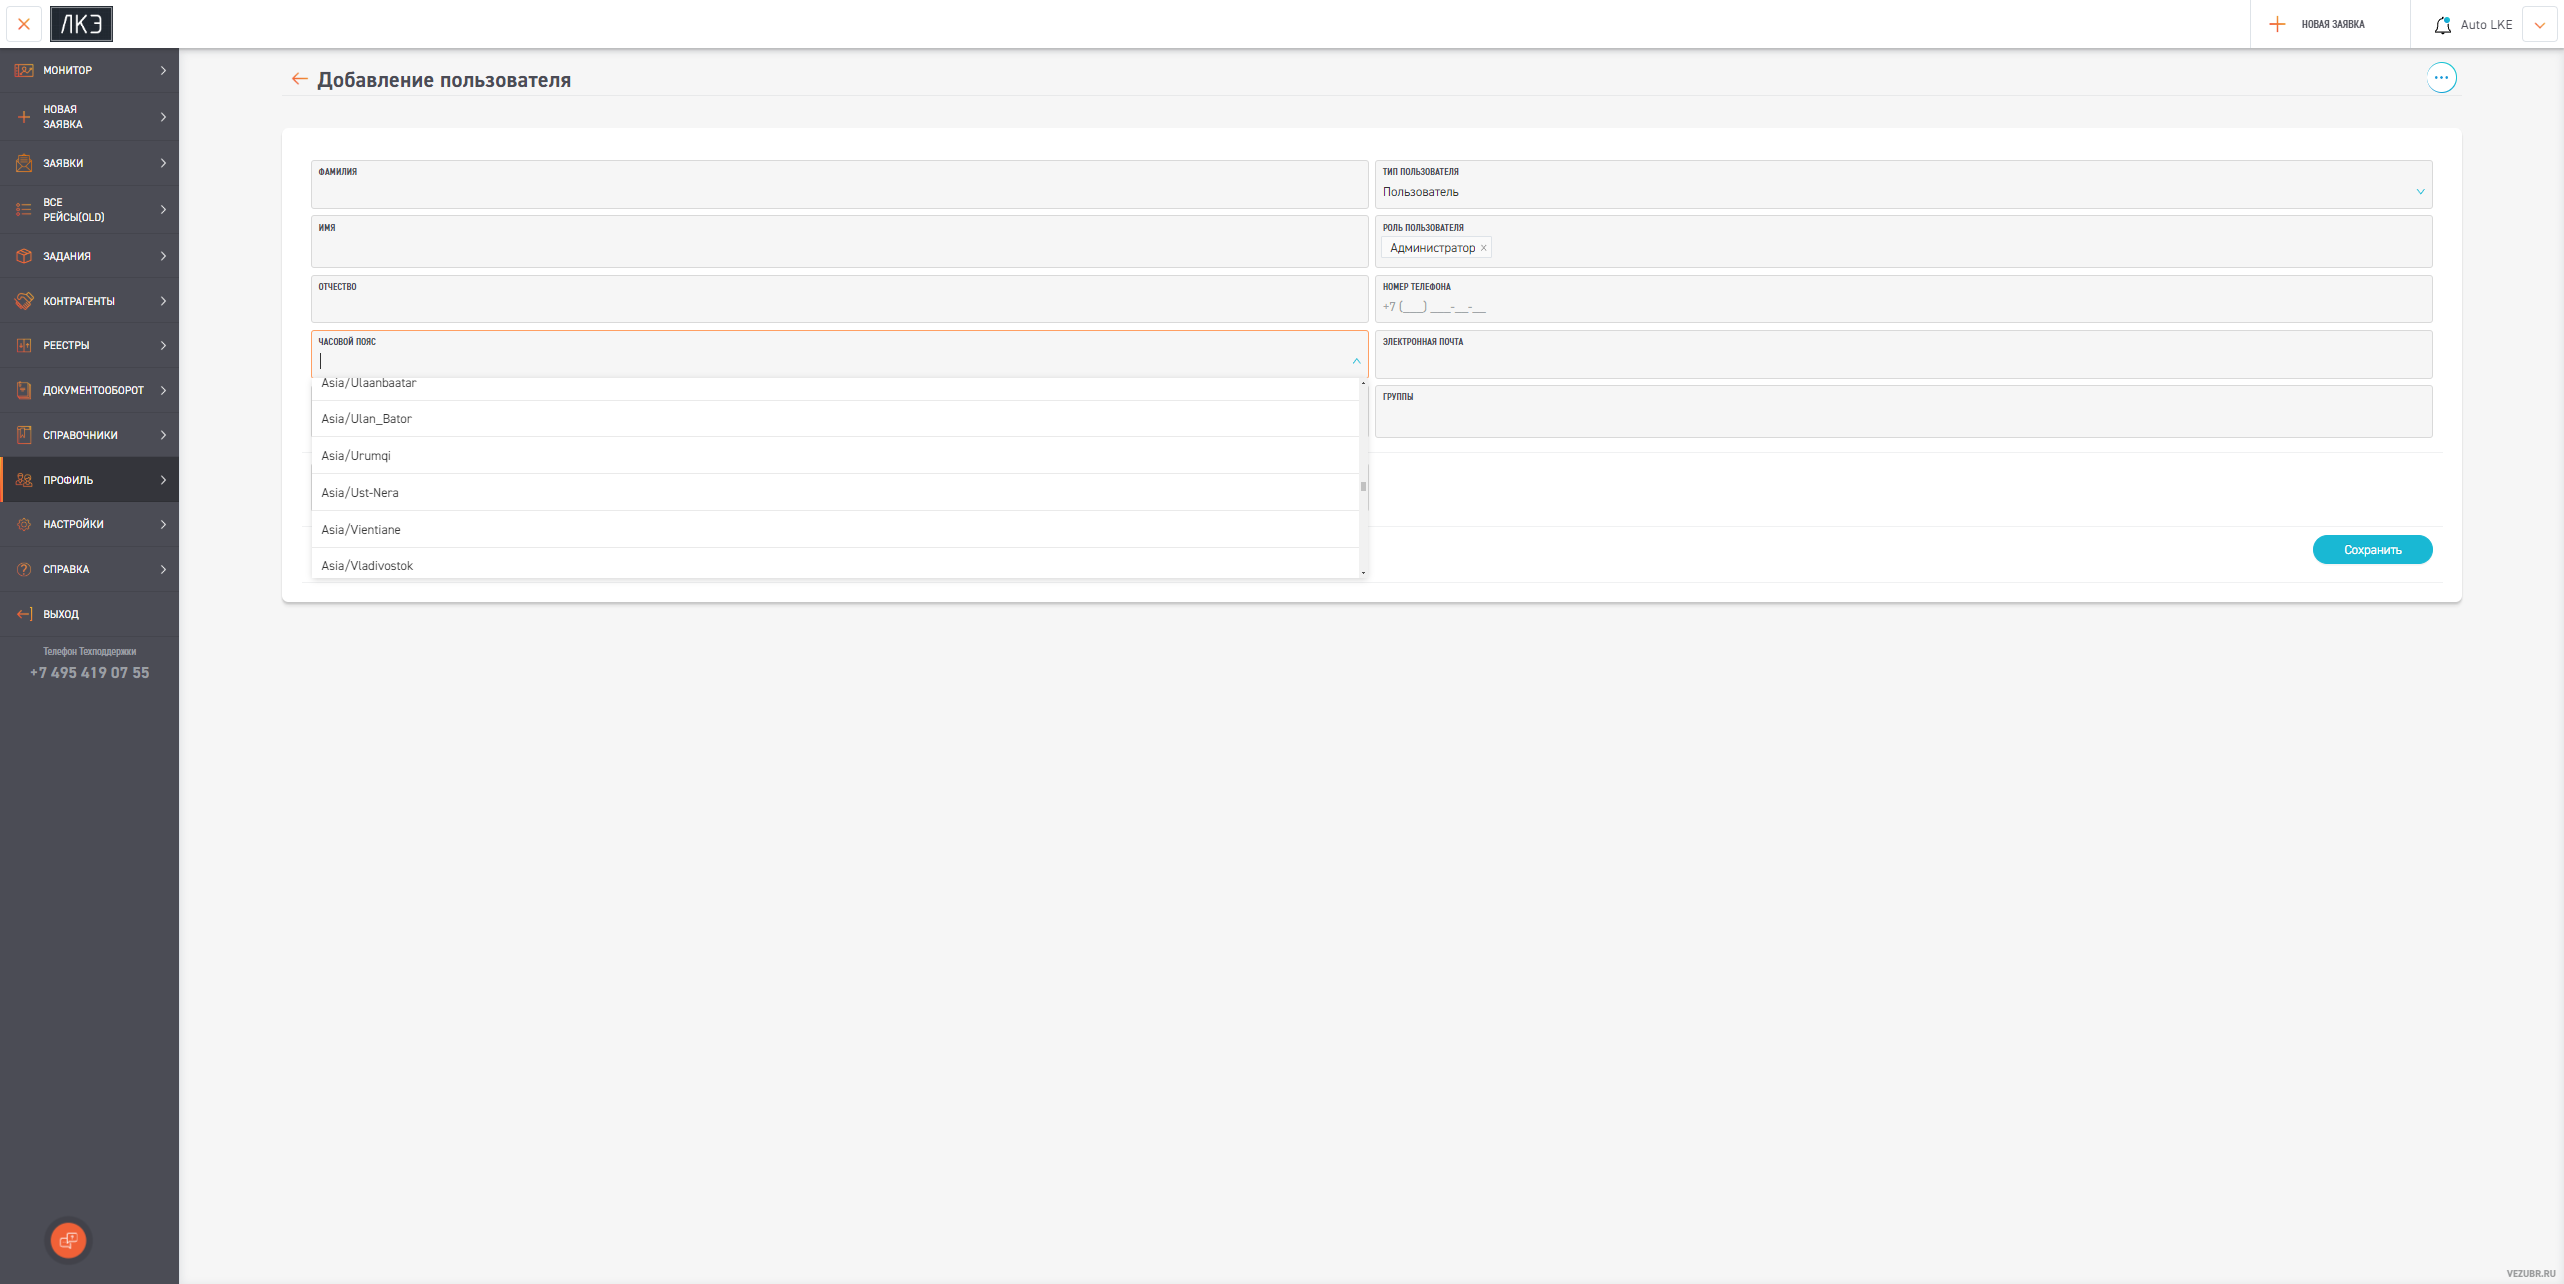 ЛКЭ
НОВАЯ ЗАЯВКА
Auto LKE
МОНИТОР
НОВАЯ
ЗАЯВКА
ЗАЯВКИ
ВСЕ
РЕЙСЫ(OLD)
ЗАДАНИЯ
КОНТРАГЕНТЫ
РЕЕСТРЫ
ДОКУМЕНТООБОРОТ
СПРАВОЧНИКИ
ПРОФИЛЬ
НАСТРОЙКИ
СПРАВКА
ВЫХОД
Телефон Техподдержки
+7 495 419 07 55
Добавление пользователя
ФАМИЛИЯ
ИМЯ
ОТЧЕСТВО
ЧАСОВОЙ ПОЯС
Asia/Ulaanbaatar
Asia/Ulan_Bator
Asia/Urumqi
Asia/Ust-Nera
Asia/Vientiane
Asia/Vladivostok
ТИП ПОЛЬЗОВАТЕЛЯ
Пользователь
РОЛЬ ПОЛЬЗОВАТЕЛЯ
Администратор ×
НОМЕР ТЕЛЕФОНА
+7 (___) ___-__-__
ЭЛЕКТРОННАЯ ПОЧТА
ГРУППЫ
Сохранить
VEZUBR.RU